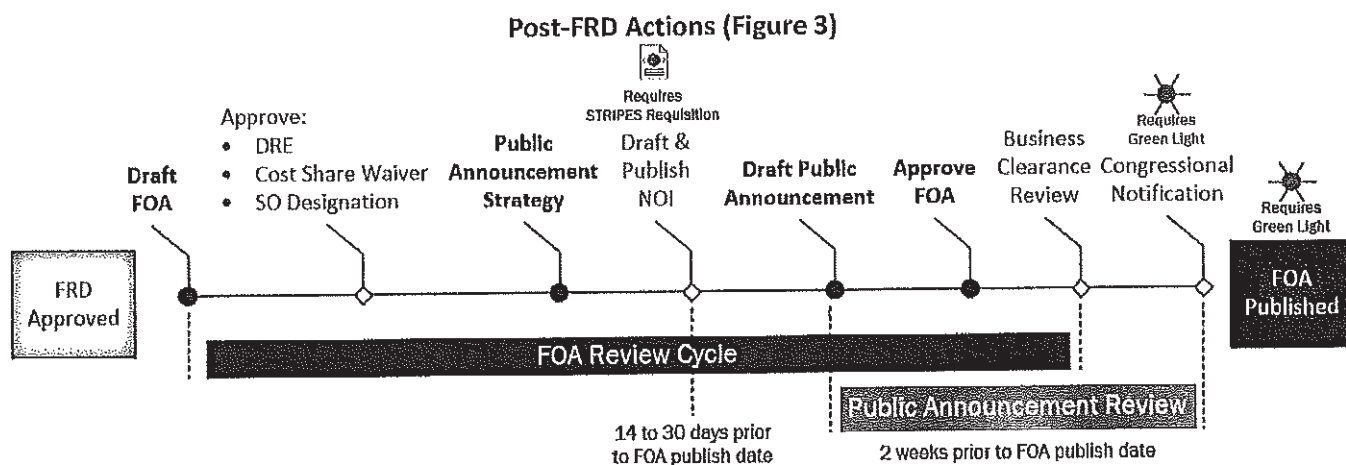 Post-FRD Actions (Figure 3)
Requires
STRIPES Requisition
Requires
Green Light
Requires
Green Light
Draft
FOA
Approve:
• DRE
• Cost Share Waiver
• SO Designation
Public
Announcement
Strategy
Draft &
Publish
NOI
Draft Public
Announcement
Approve
FOA
Business
Clearance
Review
Congressional
Notification
FRD
Approved
FOA
Published
FOA Review Cycle
Public Announcement Review
14 to 30 days prior
to FOA publish date
2 weeks prior to FOA publish date